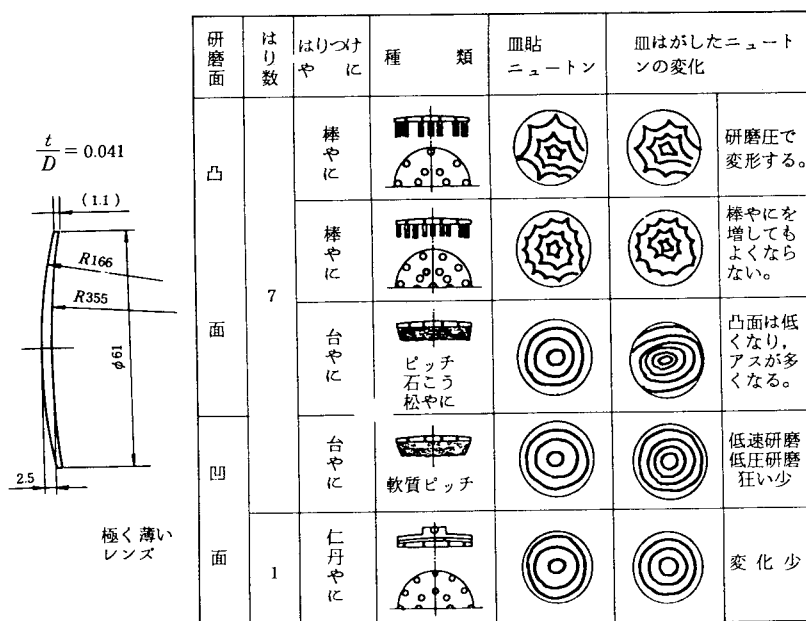 t/D = 0.041
(1.1)
R166
R355
φ61
2.5
極く薄い
レンズ
研磨面
はり数
はりつけ
やに
種 類
皿貼
ニュートン
皿はがしたニュート
ンの変化
凸面
7
棒やに
研磨圧で
変形する。
棒やに
棒やにを
増しても
よくなら
ない。
台やに
ピッチ
石こう
松やに
凸面は低
くなり,
アスが多
くなる。
凹面
台やに
軟質ピッチ
低速研磨
低圧研磨
狂い少
1
仁丹やに
変化少